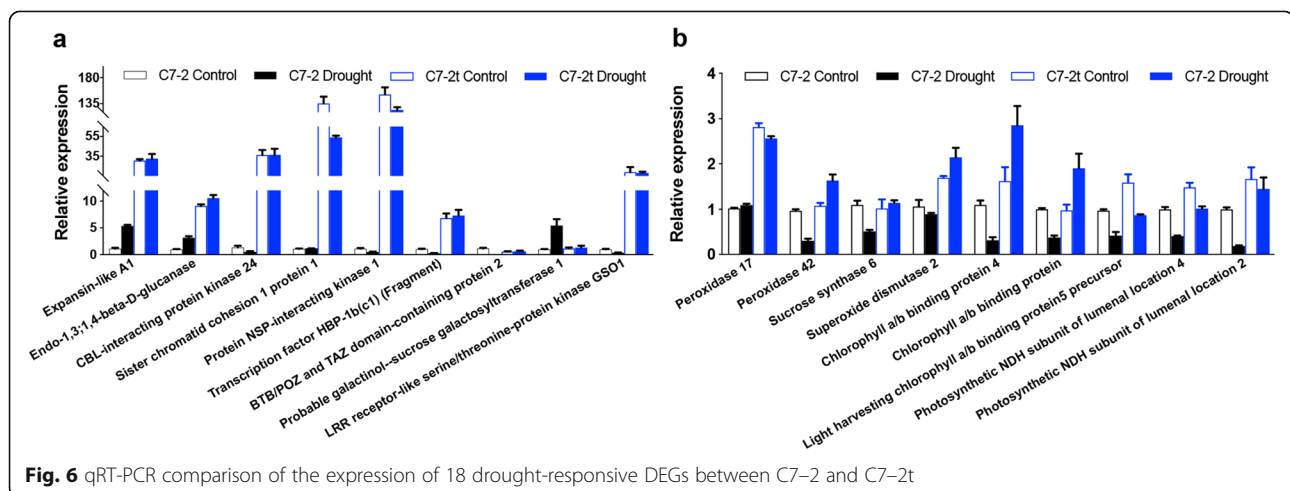 a
C7-2 Control
C7-2 Drought
C7-2t Control
C7-2t Drought
Relative expression
180
135
55
35
10
5
0
Expansin-like A1
Endo-1,3;1,4-beta-D-glucanase
CBL-interacting protein kinase 24
Sister chromatid cohesion 1 protein 1
Protein NSP-interacting kinase 1
Transcription factor HBP-1b(c1) (Fragment)
BTB/POZ and TAZ domain-containing protein 2
Probable galactinol--sucrose galactosyltransferase 1
LRR receptor-like serine/threonine-protein kinase GSO1
b
C7-2 Control
C7-2 Drought
C7-2t Control
C7-2t Drought
Relative expression
4
3
2
1
0
Peroxidase 17
Peroxidase 42
Sucrose synthase 6
Superoxide dismutase 2
Chlorophyll a/b binding protein 4
Chlorophyll a/b binding protein
Light harvesting chlorophyll a/b binding protein5 precursor
Photosynthetic NDH subunit of lumenal location 4
Photosynthetic NDH subunit of lumenal location 2
Fig. 6 qRT-PCR comparison of the expression of 18 drought-responsive DEGs between C7–2 and C7–2t